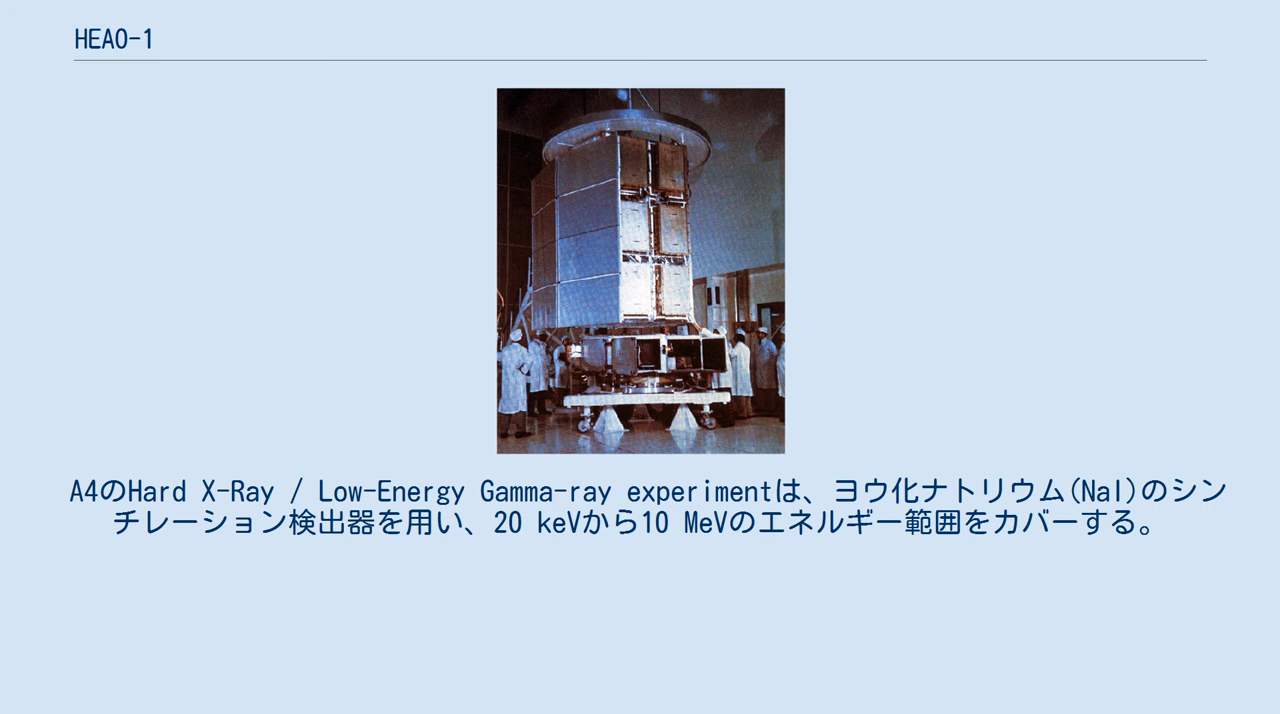 HEAO-1
A4のHard X-Ray / Low-Energy Gamma-ray experimentは、ヨウ化ナトリウム(NaI)のシン
チレーション検出器を用い、20 keVから10 MeVのエネルギー範囲をカバーする。